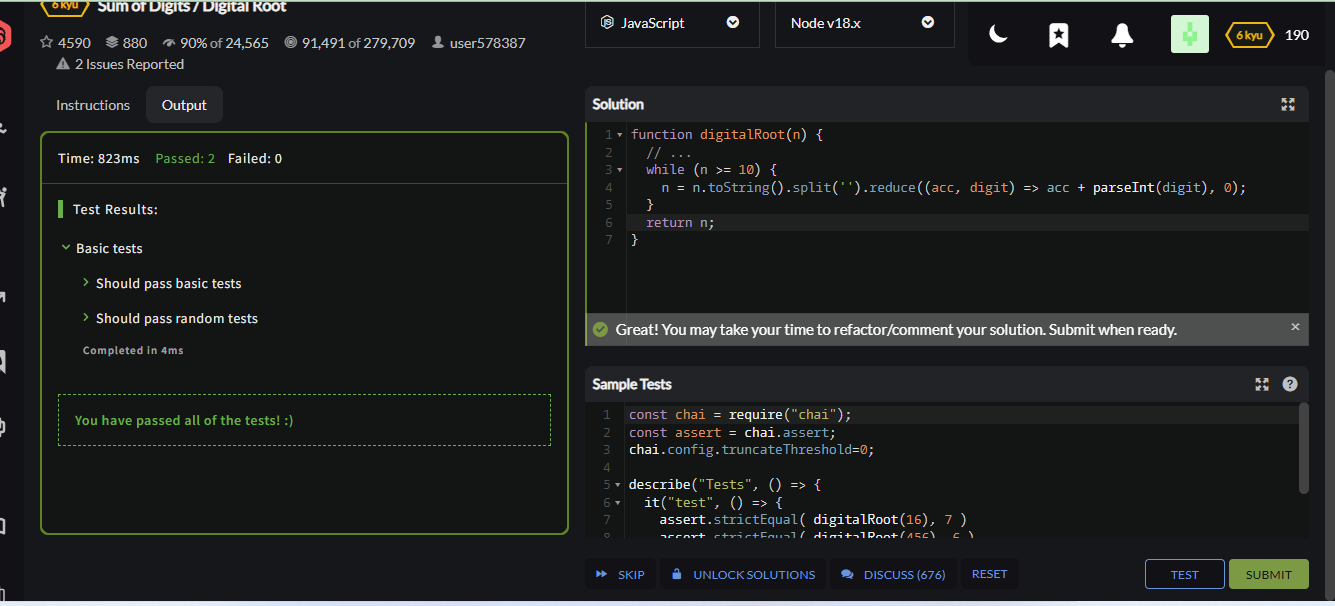 6 kyu Sum of Digits / Digital Root
4590 880 90% of 24,565 91,491 of 279,709 user578387
2 Issues Reported
JavaScript
Node v18.x
6 kyu 190
Instructions Output
Time: 823ms Passed: 2 Failed: 0
Test Results:
Basic tests
Should pass basic tests
Should pass random tests
Completed in 4ms
You have passed all of the tests! :)
Solution
1 function digitalRoot(n) {
2 // ...
3 while (n >= 10) {
4 n = n.toString().split('').reduce((acc, digit) => acc + parseInt(digit), 0);
5 }
6 return n;
7 }
Great! You may take your time to refactor/comment your solution. Submit when ready. ×
Sample Tests ?
1 const chai = require("chai");
2 const assert = chai.assert;
3 chai.config.truncateThreshold=0;
4
5 describe("Tests", () => {
6 it("test", () => {
7 assert.strictEqual( digitalRoot(16), 7 )
8 assert.strictEqual( digitalRoot(456), 6 )
SKIP UNLOCK SOLUTIONS DISCUSS (676) RESET TEST SUBMIT